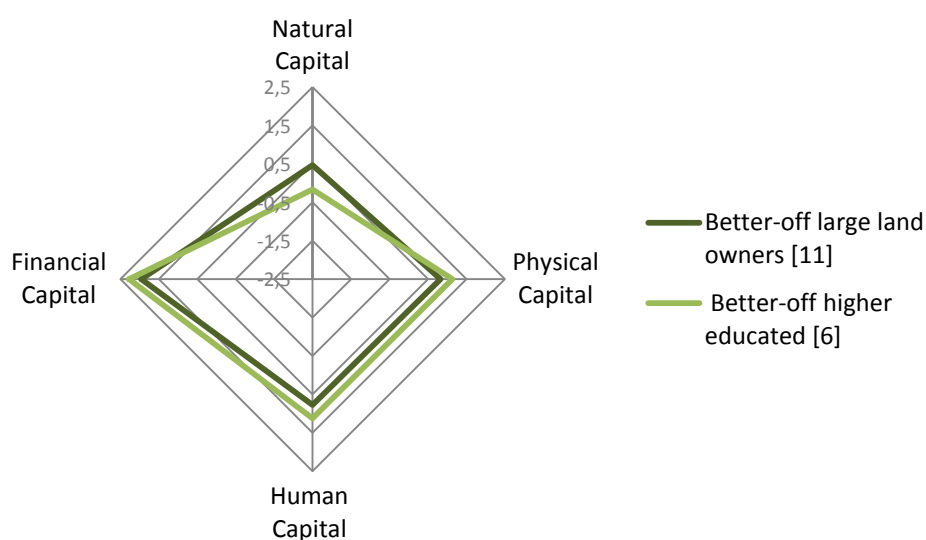 Natural
Capital
2,5
1,5
0,5
-0,5
-1,5
-2,5
Financial
Capital
Physical
Capital
Human
Capital
Better-off large land
owners [11]
Better-off higher
educated [6]